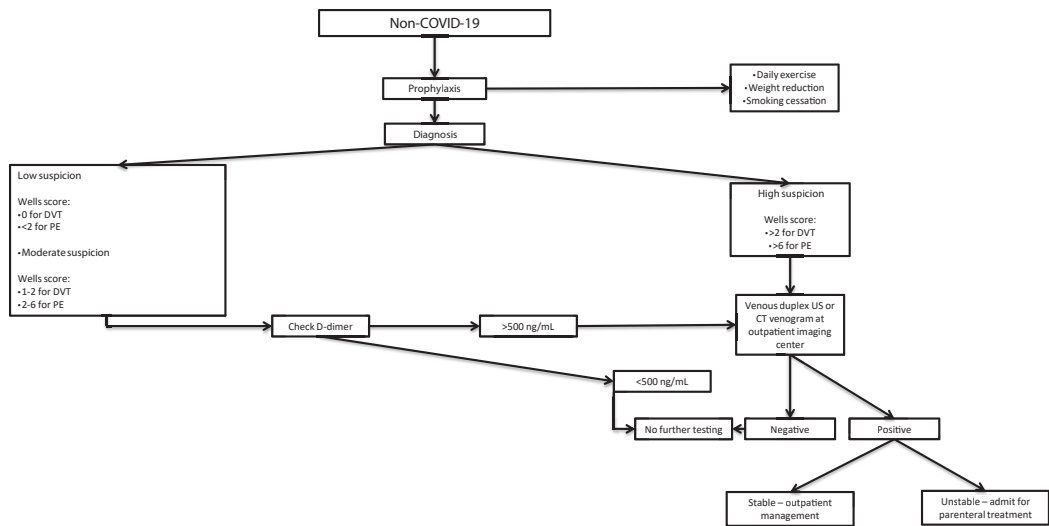 Non-COVID-19
Prophylaxis
•Daily exercise
•Weight reduction
•Smoking cessation
Diagnosis
Low suspicion
Wells score:
•0 for DVT
•<2 for PE
•Moderate suspicion
Wells score:
•1-2 for DVT
•2-6 for PE
High suspicion
Wells score:
•>2 for DVT
•>6 for PE
Check D-dimer
>500 ng/mL
Venous duplex US or
CT venogram at
outpatient imaging
center
<500 ng/mL
No further testing
Negative
Positive
Stable – outpatient
management
Unstable – admit for
parenteral treatment